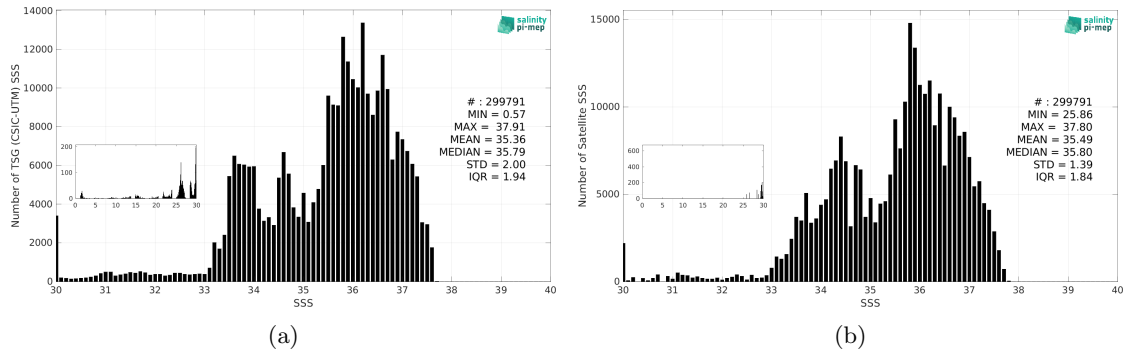 14000
12000
10000
8000
6000
4000
2000
0
Number of TSG (CSIC-UTM) SSS
30 31 32 33 34 35 36 37 38 39 40
SSS
salinity
pi-mep
# : 299791
MIN = 0.57
MAX = 37.91
MEAN = 35.36
MEDIAN = 35.79
STD = 2.00
IQR = 1.94
200
100
0
0 5 10 15 20 25 30
(a)
15000
10000
5000
0
Number of Satellite SSS
30 31 32 33 34 35 36 37 38 39 40
SSS
salinity
pi-mep
# : 299791
MIN = 25.86
MAX = 37.80
MEAN = 35.49
MEDIAN = 35.80
STD = 1.39
IQR = 1.84
600
400
200
0
0 5 10 15 20 25 30
(b)